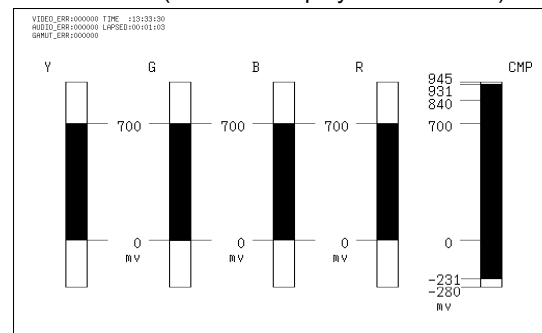 VIDEO_ERR:000000 TIME :13:33:30
AUDIO_ERR:000000 LAPSED:00:01:03
GAMUT_ERR:000000
Y G B R CMP
945
931
840
700 700 700 700
0 0 0 0
mV mV mV
-231
-280
mV